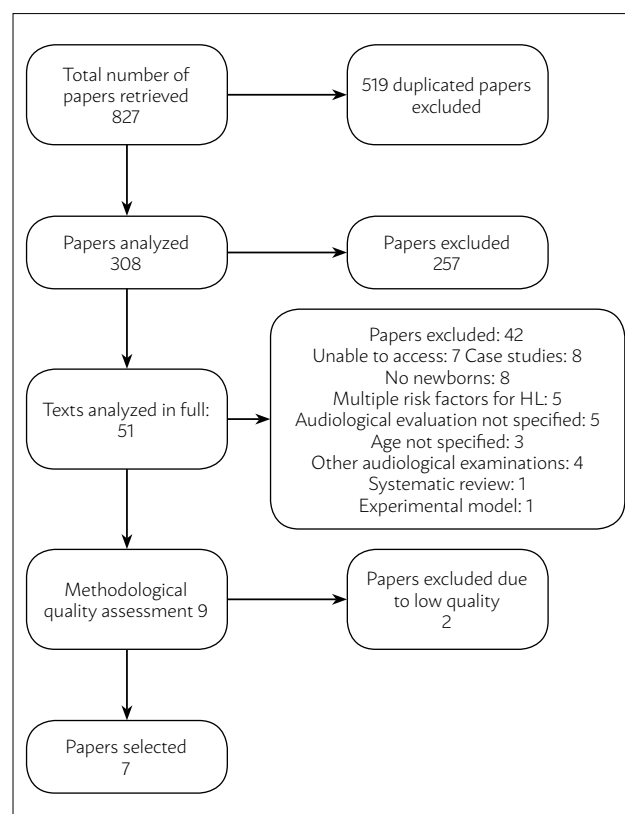 Total number of
papers retrieved
827
519 duplicated papers
excluded
Papers analyzed
308
Papers excluded
257
Texts analyzed in full:
51
Papers excluded: 42
Unable to access: 7 Case studies: 8
No newborns: 8
Multiple risk factors for HL: 5
Audiological evaluation not specified: 5
Age not specified: 3
Other audiological examinations: 4
Systematic review: 1
Experimental model: 1
Methodological
quality assessment 9
Papers excluded due
to low quality
2
Papers selected
7